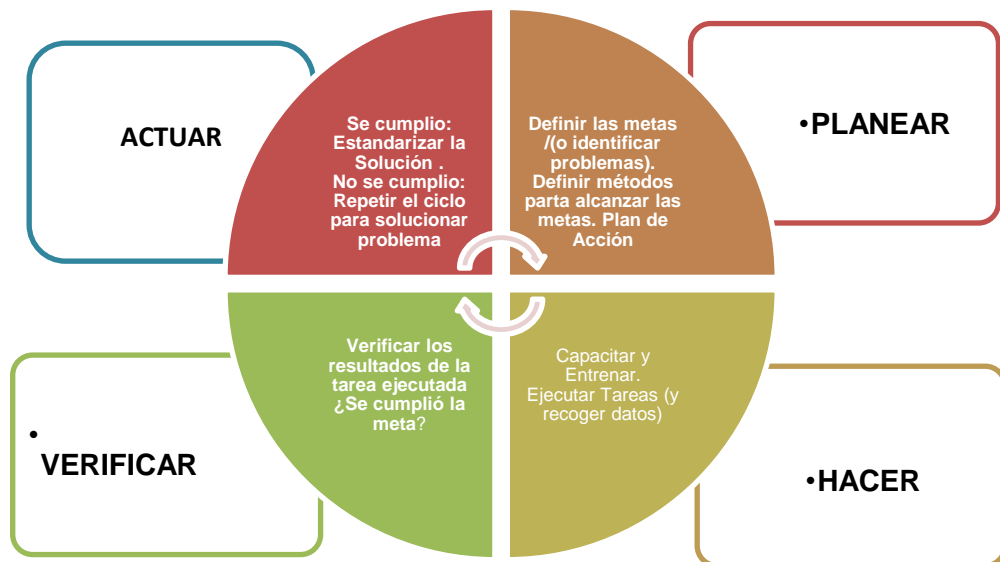 ACTUAR
Se cumplio:
Estandarizar la
Solución .
No se cumplio:
Repetir el ciclo
para solucionar
problema
Definir las metas
/(o identificar
problemas).
Definir métodos
parta alcanzar las
metas. Plan de
Acción
•PLANEAR
•
VERIFICAR
Verificar los
resultados de la
tarea ejecutada
¿Se cumplió la
meta?
Capacitar y
Entrenar.
Ejecutar Tareas (y
recoger datos)
•HACER